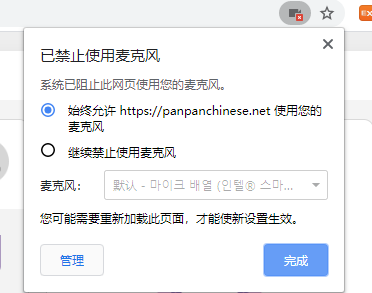 已禁止使用麦克风
系统已阻止此网页使用您的麦克风。
始终允许 https://panpanchinese.net 使用您的
麦克风
继续禁止使用麦克风
麦克风：
默认 - 마이크 배열 (인텔® 스마...
您可能需要重新加载此页面，才能使新设置生效。
管理
完成